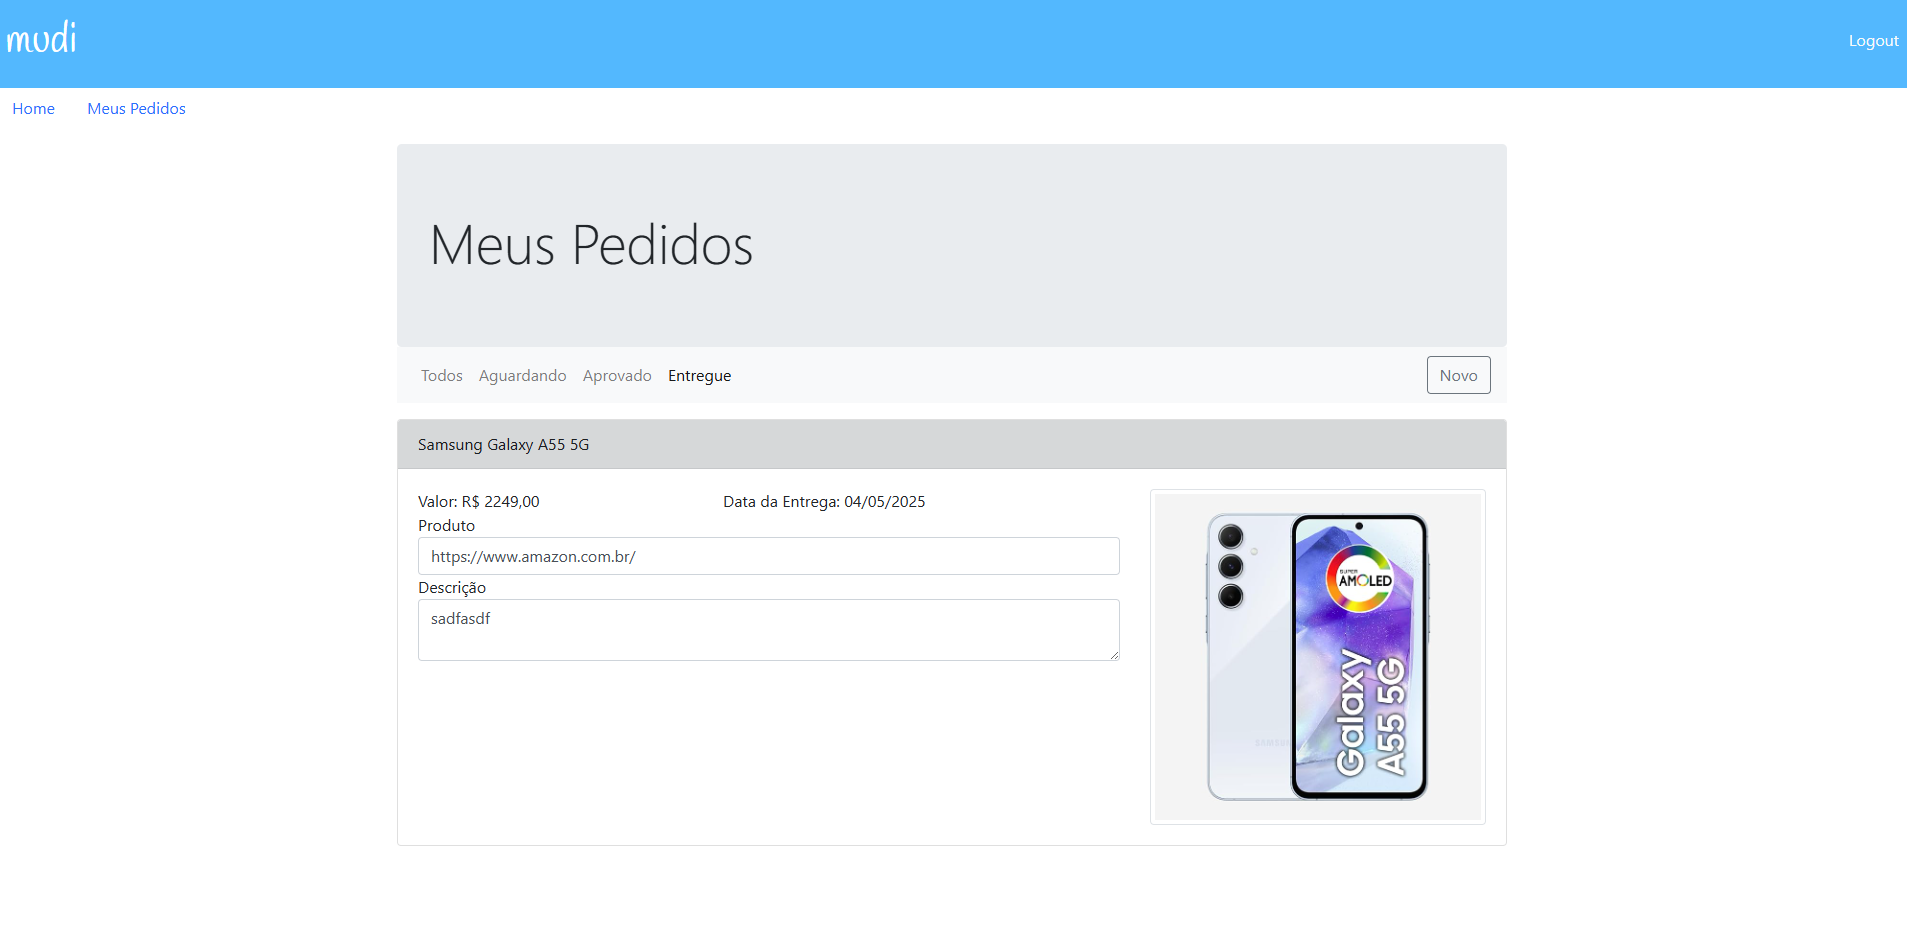 mudi
Logout
Home Meus Pedidos
Meus Pedidos
Todos Aguardando Aprovado Entregue Novo
Samsung Galaxy A55 5G
Valor: R$ 2249,00 Data da Entrega: 04/05/2025
Produto
https://www.amazon.com.br/
Descrição
sadfasdf
SUPER
AMOLED
Galaxy
A55 5G
SAMSUNG